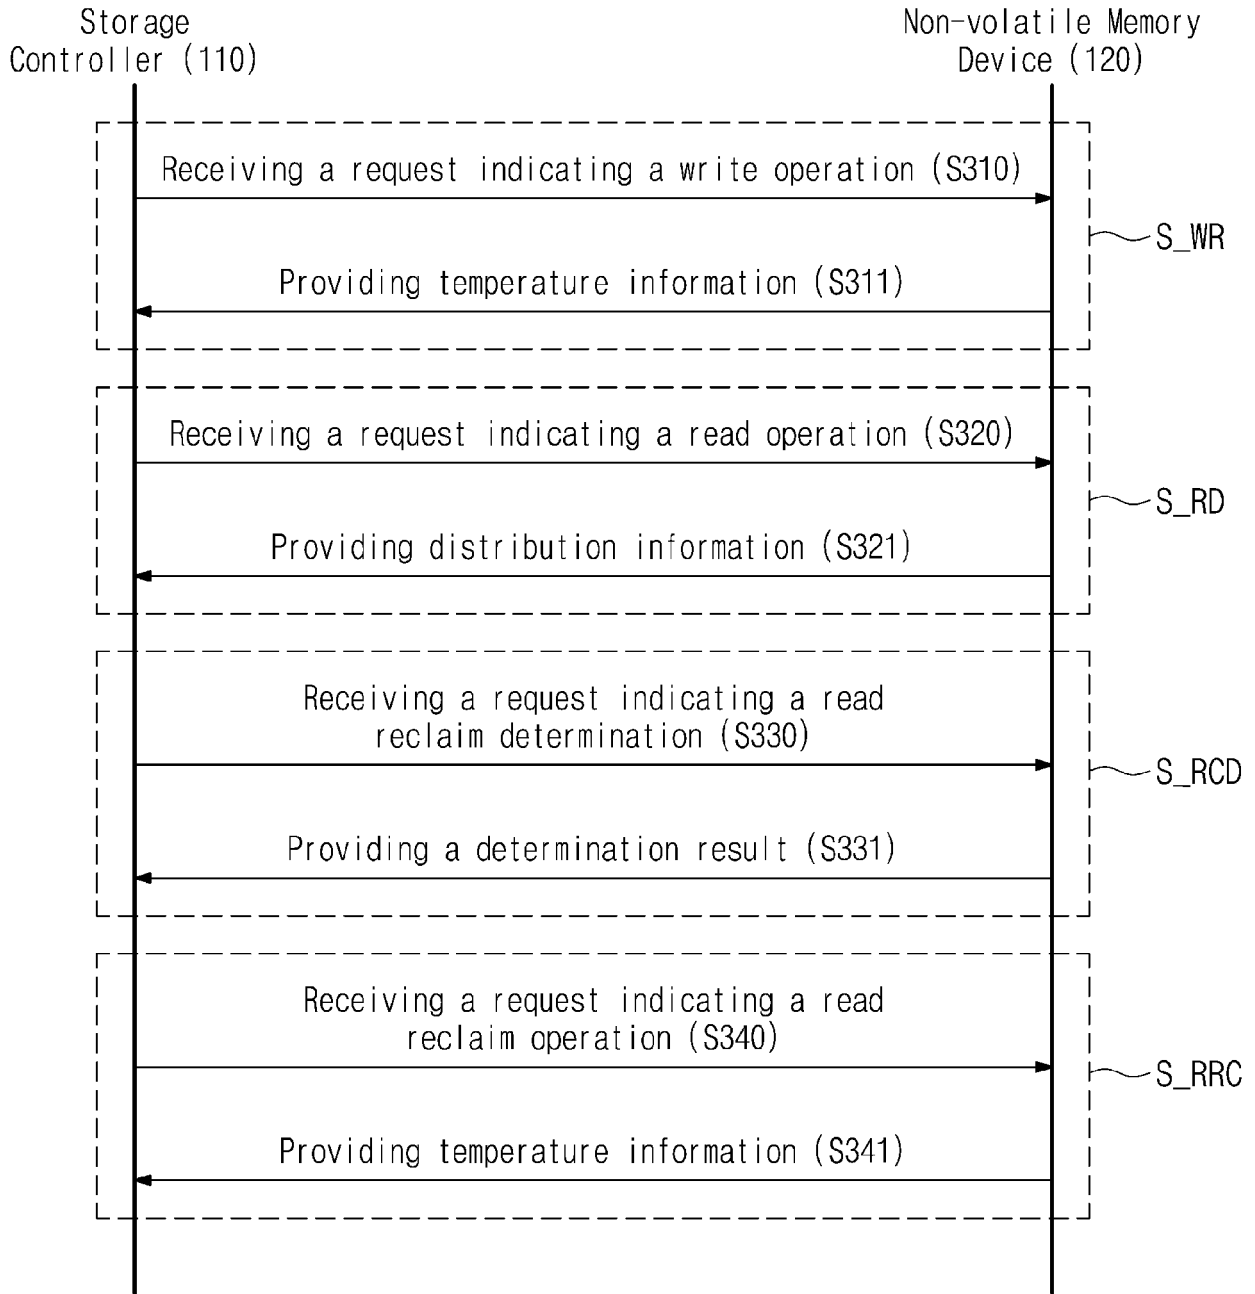 Storage
Controller (110)
Non-volatile Memory
Device (120)
Receiving a request indicating a write operation (S310)
S_WR
Providing temperature information (S311)
Receiving a request indicating a read operation (S320)
S_RD
Providing distribution information (S321)
Receiving a request indicating a read
reclaim determination (S330)
S_RCD
Providing a determination result (S331)
Receiving a request indicating a read
reclaim operation (S340)
S_RRC
Providing temperature information (S341)